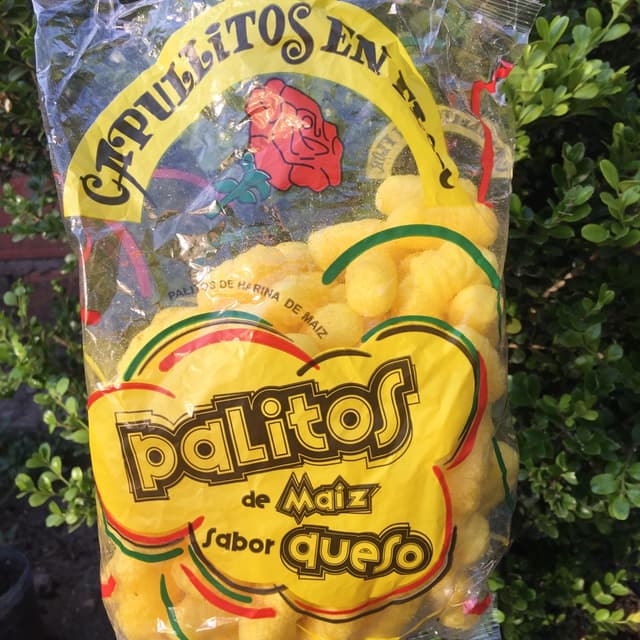 CAPULLITOS EN
PALITOS DE HARINA DE MAIZ
PALITOS
de Maiz
sabor queso